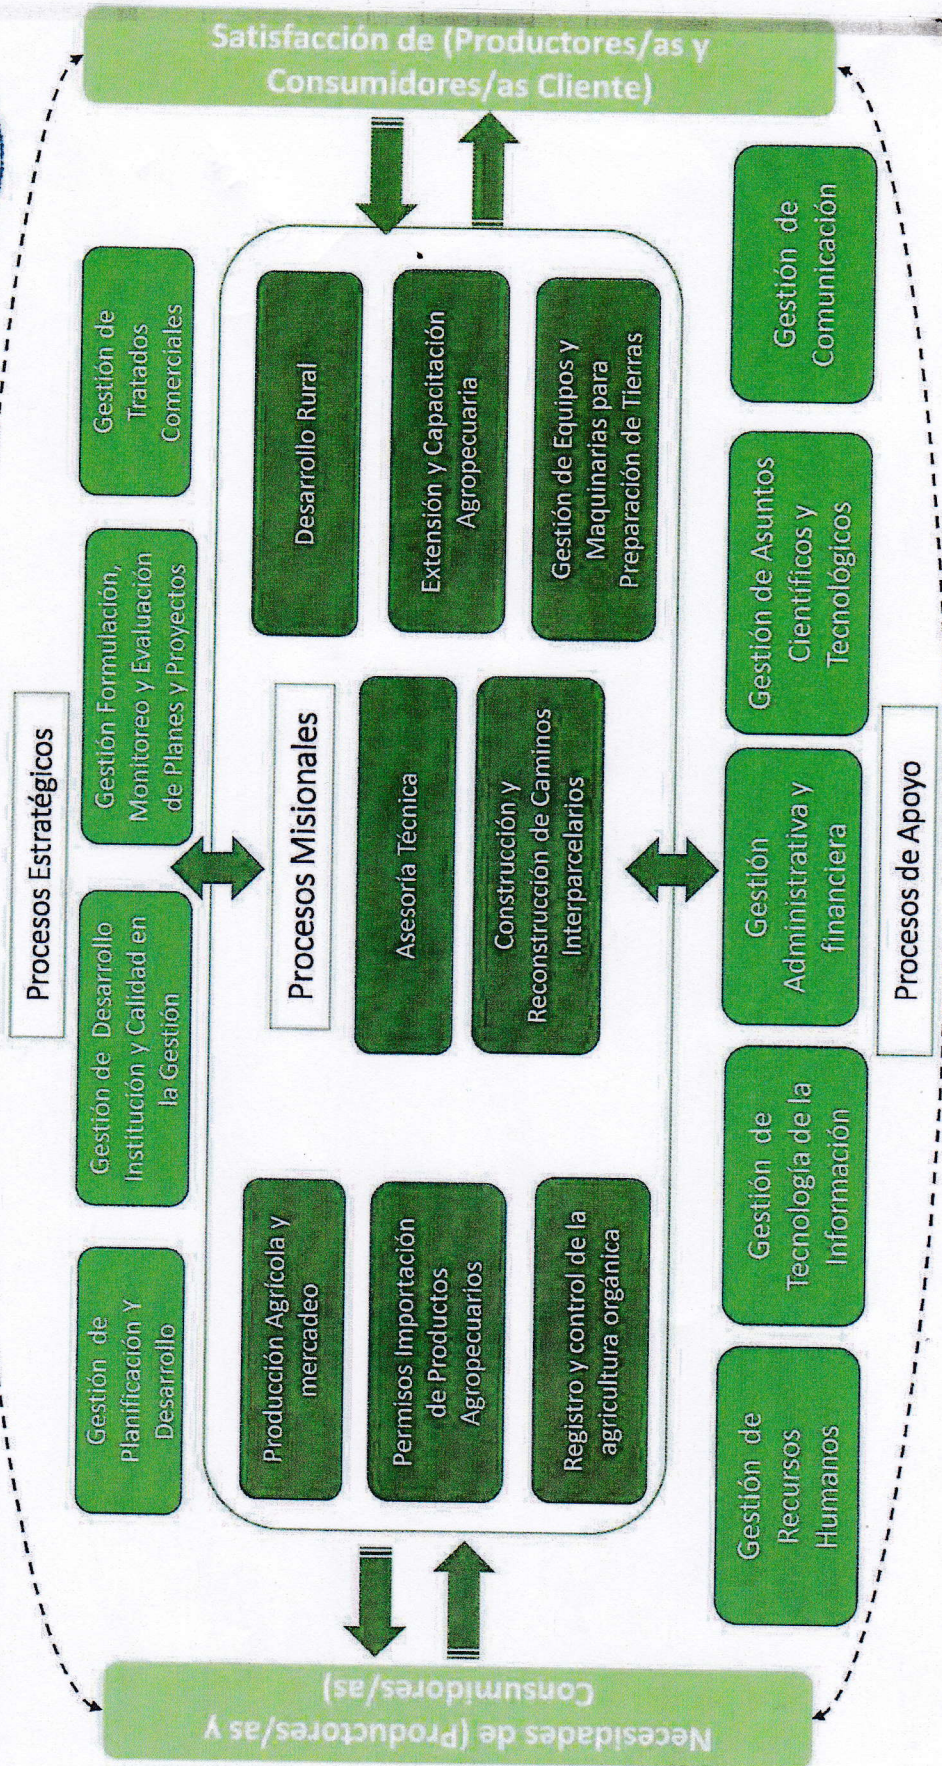 Necesidades de (Productores/as y
Consumidores/as)
Procesos Estratégicos
Gestión de
Planificación y
Desarrollo
Gestión de Desarrollo
Institución y Calidad en
la Gestión
Gestión Formulación,
Monitoreo y Evaluación
de Planes y Proyectos
Gestión de
Tratados
Comerciales
Procesos Misionales
Producción Agrícola y
mercadeo
Permisos Importación
de Productos
Agropecuarios
Registro y control de la
agricultura orgánica
Asesoría Técnica
Construcción y
Reconstrucción de Caminos
Interparcelarios
Desarrollo Rural
Extensión y Capacitación
Agropecuaria
Gestión de Equipos y
Maquinarias para
Preparación de Tierras
Gestión de
Recursos
Humanos
Gestión de
Tecnología de la
Información
Gestión
Administrativa y
financiera
Gestión de Asuntos
Científicos y
Tecnológicos
Gestión de
Comunicación
Procesos de Apoyo
Satisfacción de (Productores/as y
Consumidores/as Cliente)